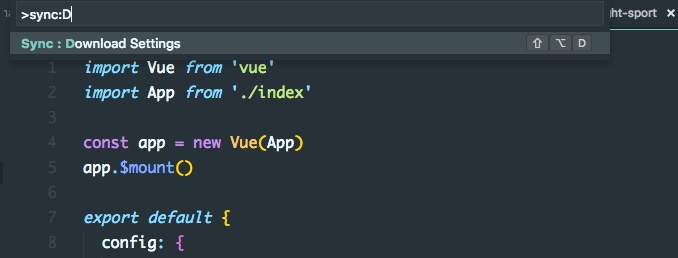 >sync:D
ght-sport ×
Sync : Download Settings ⇧ ⌥ D
1 import Vue from 'vue'
2 import App from './index'
3
4 const app = new Vue(App)
5 app.$mount()
6
7 export default {
8 config: {